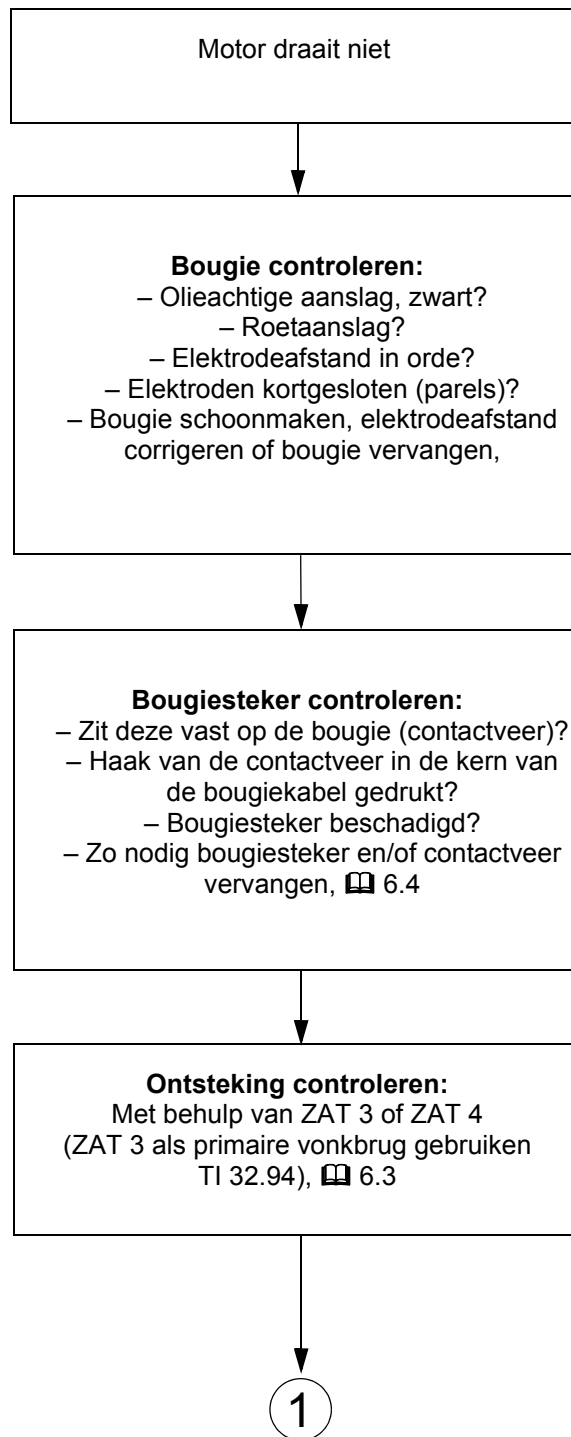 Motor draait niet
Bougie controleren:
– Olieachtige aanslag, zwart?
– Roetaanslag?
– Elektrodeafstand in orde?
– Elektroden kortgesloten (parels)?
– Bougie schoonmaken, elektrodeafstand
corrigeren of bougie vervangen,
Bougiesteker controleren:
– Zit deze vast op de bougie (contactveer)?
– Haak van de contactveer in de kern van
de bougiekabel gedrukt?
– Bougiesteker beschadigd?
– Zo nodig bougiesteker en/of contactveer
vervangen, 🕮 6.4
Ontsteking controleren:
Met behulp van ZAT 3 of ZAT 4
(ZAT 3 als primaire vonkbrug gebruiken
TI 32.94), 🕮 6.3
1